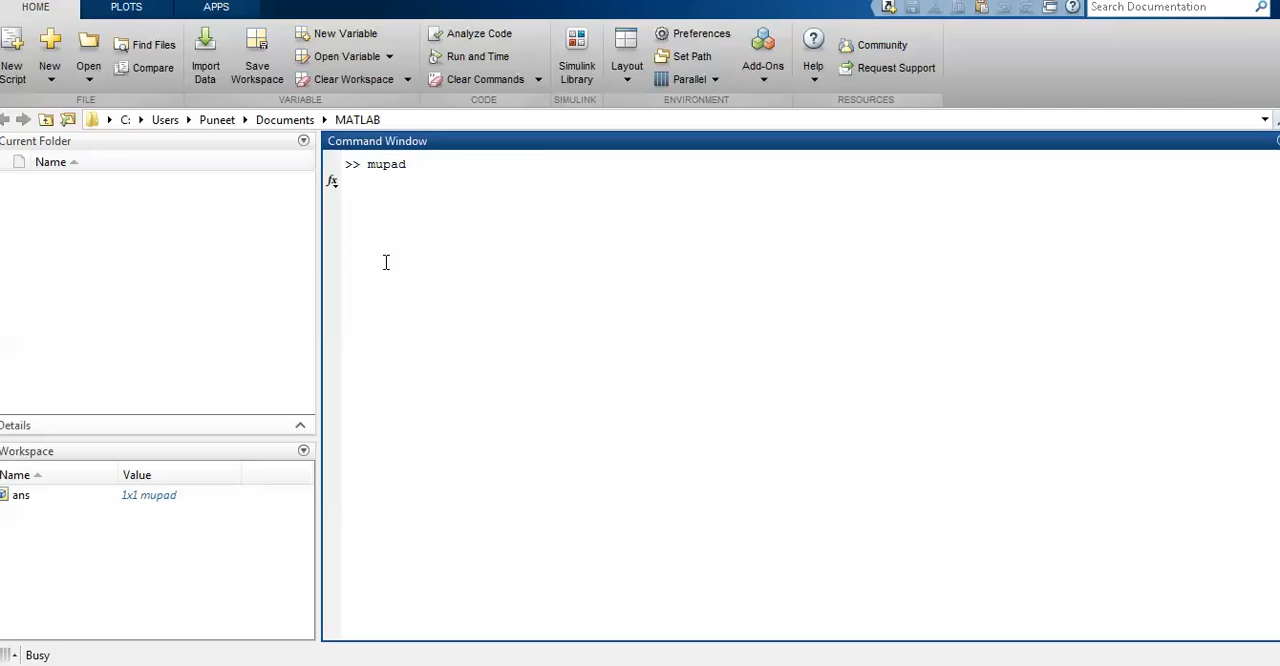 HOME PLOTS APPS Search Documentation
New Script New Open Find Files Compare
Import Data Save Workspace New Variable Open Variable Clear Workspace
Analyze Code Run and Time Clear Commands
Simulink Library Layout Preferences Set Path Parallel Add-Ons
Help Community Request Support
FILE VARIABLE CODE SIMULINK ENVIRONMENT RESOURCES
C: Users Puneet Documents MATLAB
Current Folder
Name
Command Window
>> mupad
fx
Details
Workspace
Name Value
ans 1x1 mupad
Busy